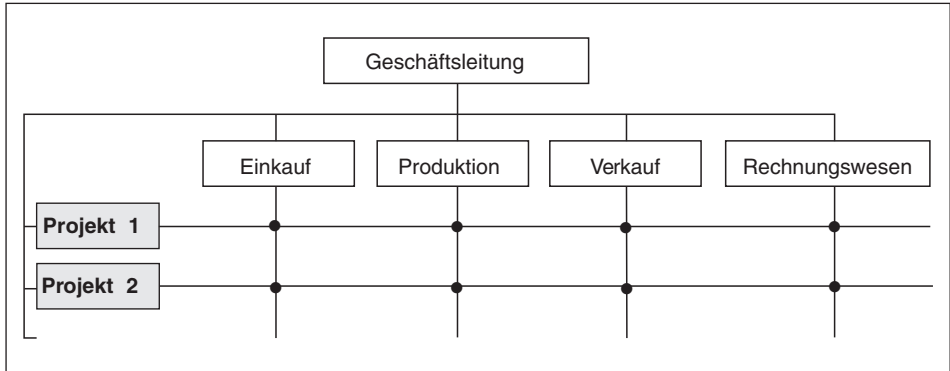 Geschäftsleitung
Einkauf Produktion Verkauf Rechnungswesen
Projekt 1
Projekt 2